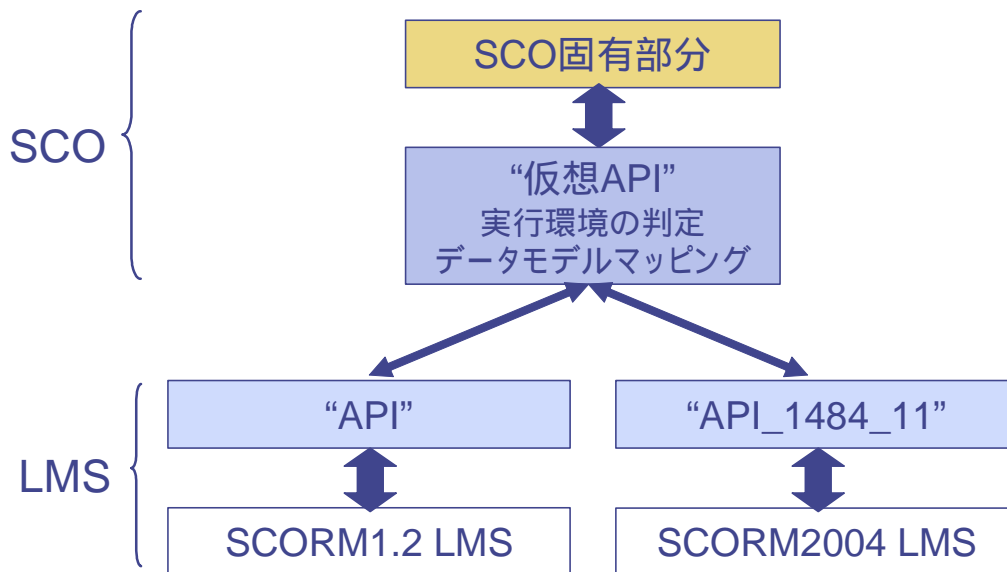 SCO固有部分
SCO
“仮想API”
実行環境の判定
データモデルマッピング
“API”
“API_1484_11”
LMS
SCORM1.2 LMS
SCORM2004 LMS